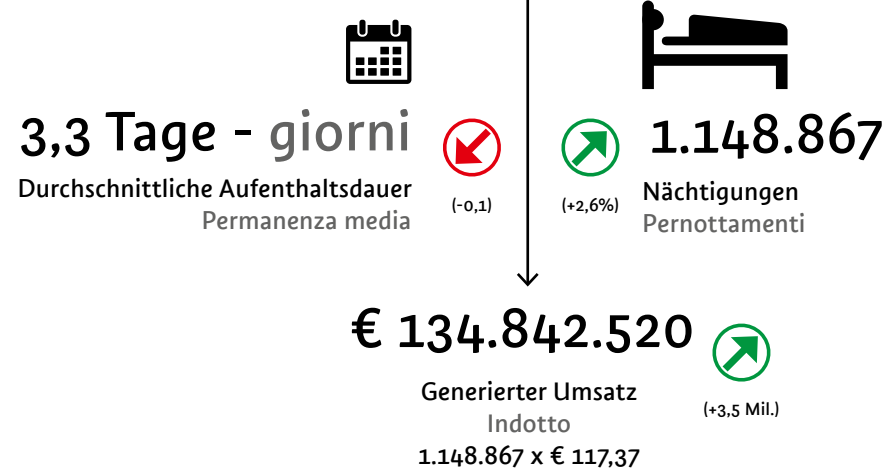 3,3 Tage - giorni
Durchschnittliche Aufenthaltsdauer
Permanenza media
(-0,1)
(+2,6%)
1.148.867
Nächtigungen
Pernottamenti
€ 134.842.520
Generierter Umsatz
Indotto
1.148.867 x € 117,37
(+3,5 Mil.)